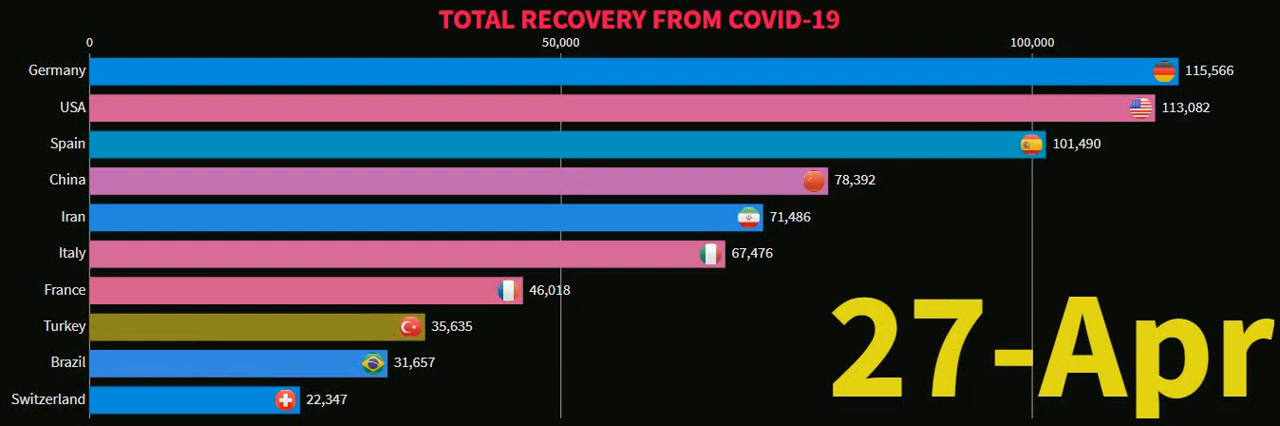 TOTAL RECOVERY FROM COVID-19
0 50,000 100,000
Germany 115,566
USA 113,082
Spain 101,490
China 78,392
Iran 71,486
Italy 67,476
France 46,018
Turkey 35,635
Brazil 31,657
Switzerland 22,347
27-Apr